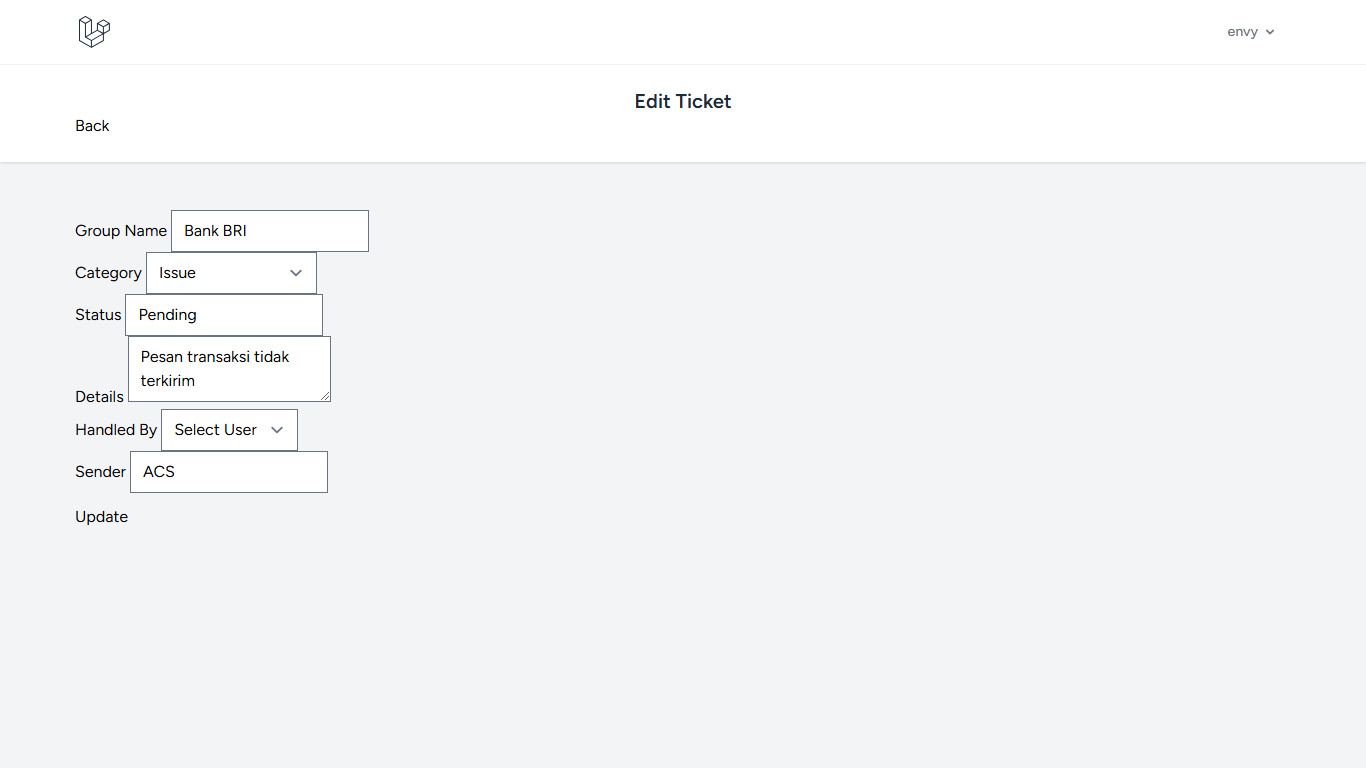 envy
Edit Ticket
Back
Group Name Bank BRI
Category Issue
Status Pending
Pesan transaksi tidak
terkirim
Details
Handled By Select User
Sender ACS
Update